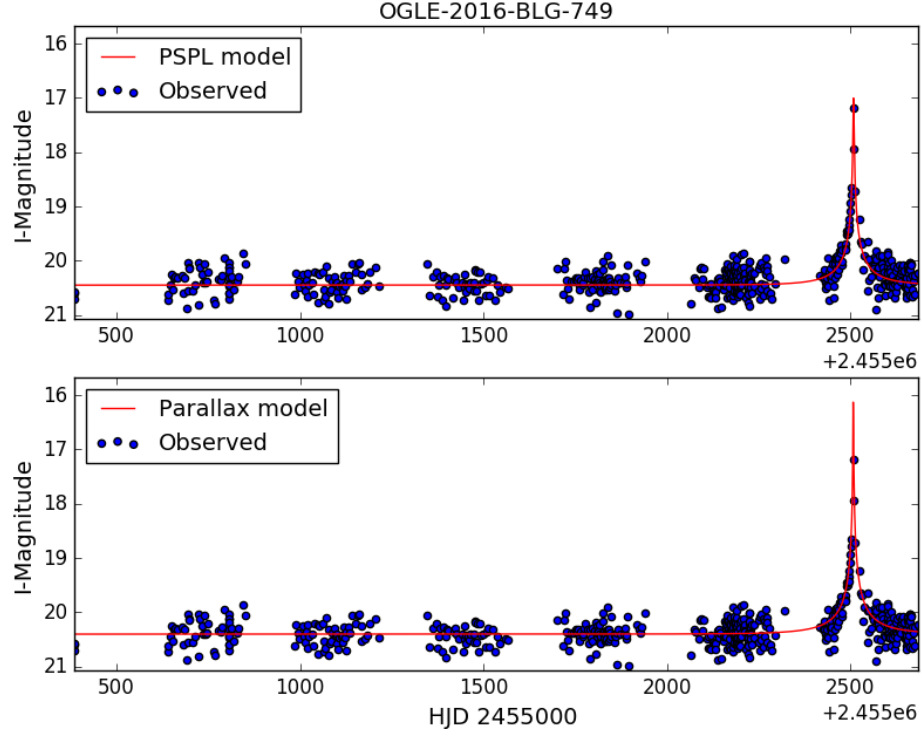 OGLE-2016-BLG-749
I-Magnitude
16
17
18
19
20
21
PSPL model
Observed
500
1000
1500
2000
2500
+2.455e6
I-Magnitude
16
17
18
19
20
21
Parallax model
Observed
500
1000
1500
2000
2500
+2.455e6
HJD 2455000